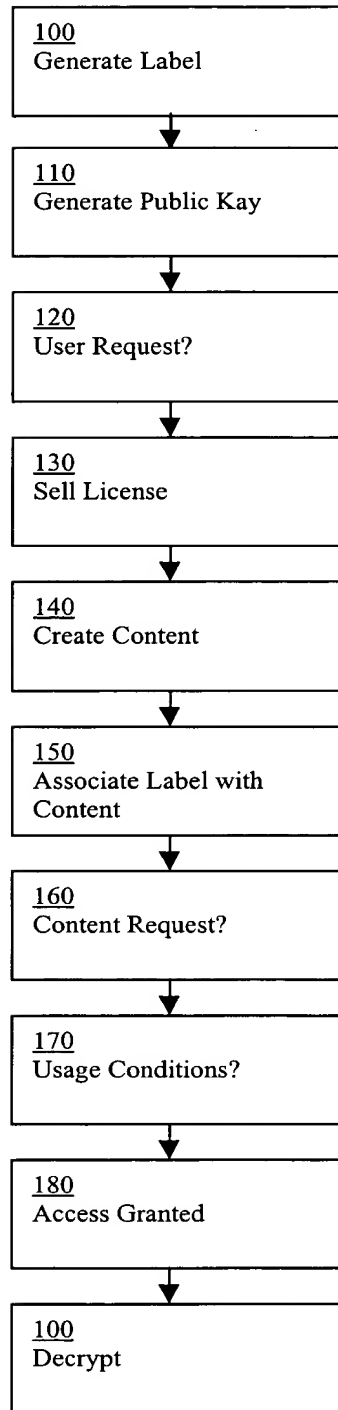 100
Generate Label
110
Generate Public Kay
120
User Request?
130
Sell License
140
Create Content
150
Associate Label with
Content
160
Content Request?
170
Usage Conditions?
180
Access Granted
100
Decrypt